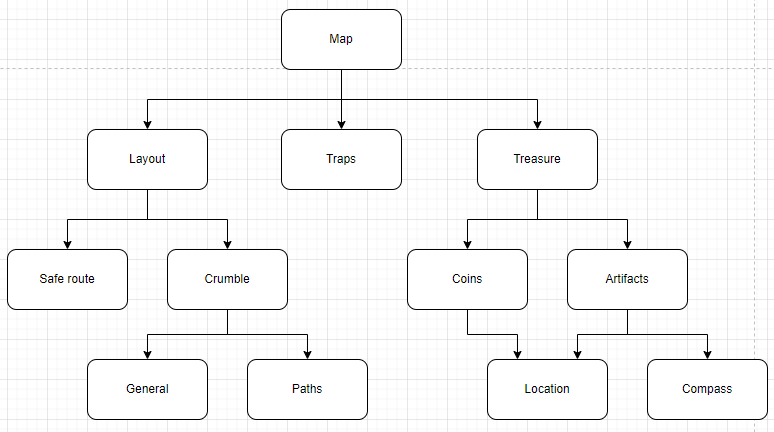 Map
Layout
Traps
Treasure
Safe route
Crumble
Coins
Artifacts
General
Paths
Location
Compass